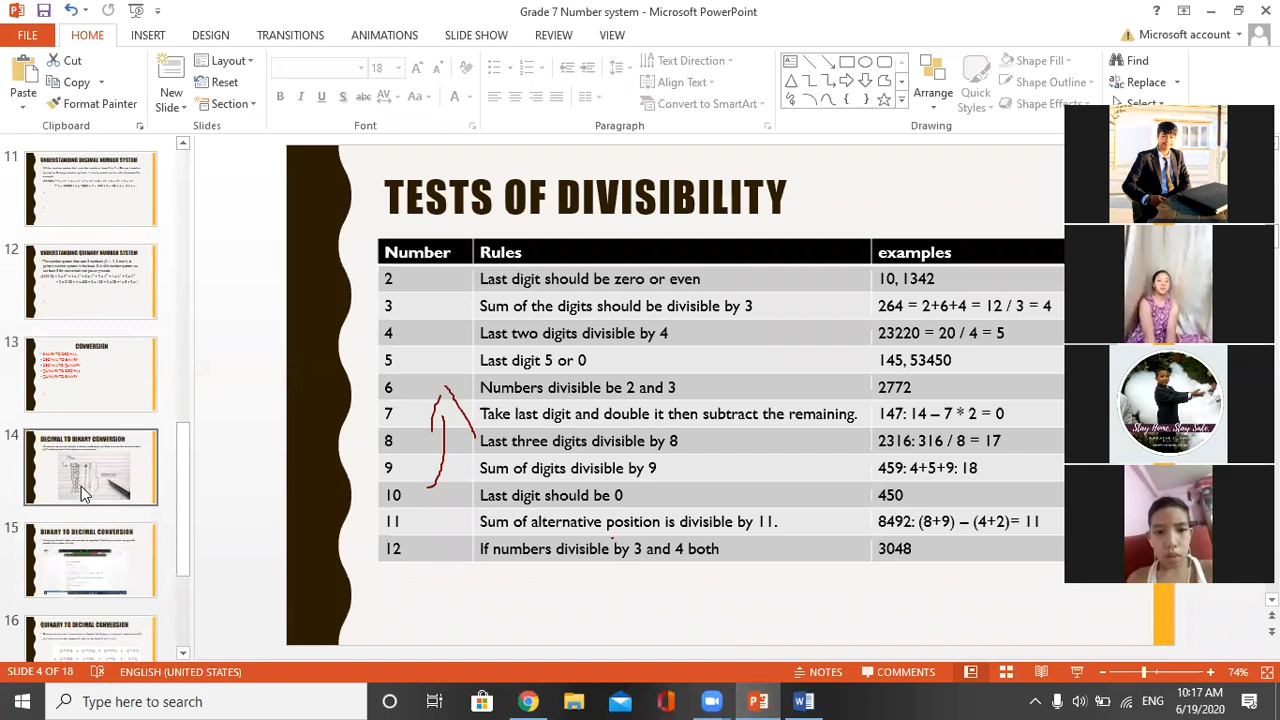 Grade 7 Number system - Microsoft PowerPoint
FILE HOME INSERT DESIGN TRANSITIONS ANIMATIONS SLIDE SHOW REVIEW VIEW Microsoft account
Cut
Copy
Format Painter
Paste
Clipboard
New Slide
Layout
Reset
Section
Slides
18
Font
Text Direction
Align Text
Convert to SmartArt
Paragraph
Arrange
Quick Styles
Shape Fill
Shape Outline
Shape Effects
Drawing
Find
Replace
Select
11
UNDERSTANDING DECIMAL NUMBER SYSTEM
12
UNDERSTANDING QUINARY NUMBER SYSTEM
13
CONVERSION
14
DECIMAL TO BINARY CONVERSION
15
BINARY TO DECIMAL CONVERSION
16
QUINARY TO DECIMAL CONVERSION
TESTS OF DIVISIBILITY
Number Rules examples
2 Last digit should be zero or even 10, 1342
3 Sum of the digits should be divisible by 3 264 = 2+6+4 = 12 / 3 = 4
4 Last two digits divisible by 4 23220 = 20 / 4 = 5
5 Last digit 5 or 0 145, 53450
6 Numbers divisible be 2 and 3 2772
7 Take last digit and double it then subtract the remaining. 147: 14 – 7 * 2 = 0
8 Last three digits divisible by 8 2316: 316 / 8 = 17
9 Sum of digits divisible by 9 459: 4+5+9: 18
10 Last digit should be 0 450
11 Sum of alternative position is divisible by 11. 8492: (8+9) – (4+2)= 11
12 If numbers divisible by 3 and 4 both 3048
Stay Home, Stay Safe,
SLIDE 4 OF 18 ENGLISH (UNITED STATES) NOTES COMMENTS 74%
Type here to search
ENG
10:17 AM
6/19/2020